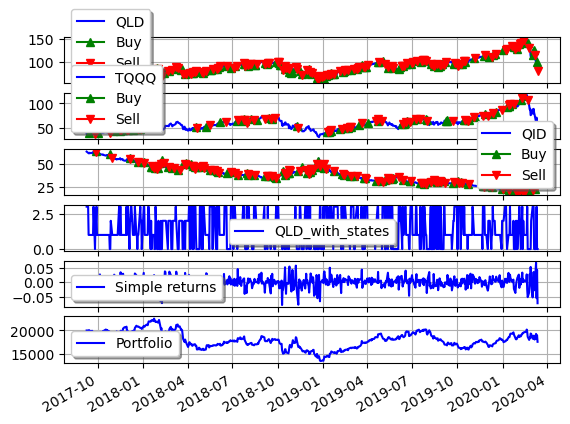 QLD
Buy
Sell
150
100
TQQQ
Buy
Sell
100
50
QID
Buy
Sell
50
25
2.5
0.0
QLD_with_states
0.05
0.00
−0.05
Simple returns
20000
15000
Portfolio
2017-10
2018-01
2018-04
2018-07
2018-10
2019-01
2019-04
2019-07
2019-10
2020-01
2020-04